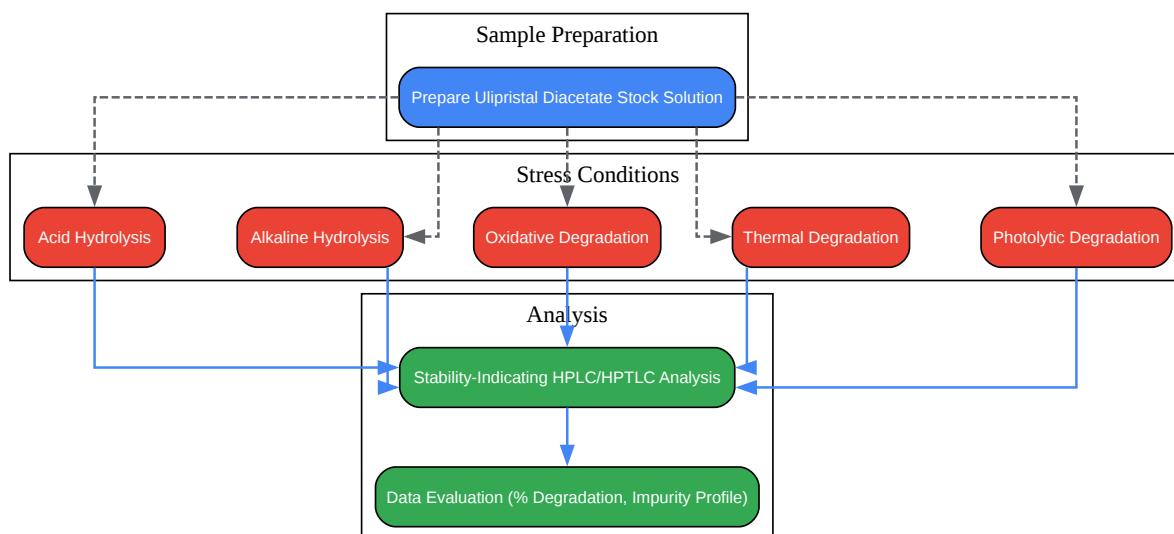 Sample Preparation
Prepare Ulipristal Diacetate Stock Solution
Stress Conditions
Acid Hydrolysis
Alkaline Hydrolysis
Oxidative Degradation
Thermal Degradation
Photolytic Degradation
Analysis
Stability-Indicating HPLC/HPTLC Analysis
Data Evaluation (% Degradation, Impurity Profile)